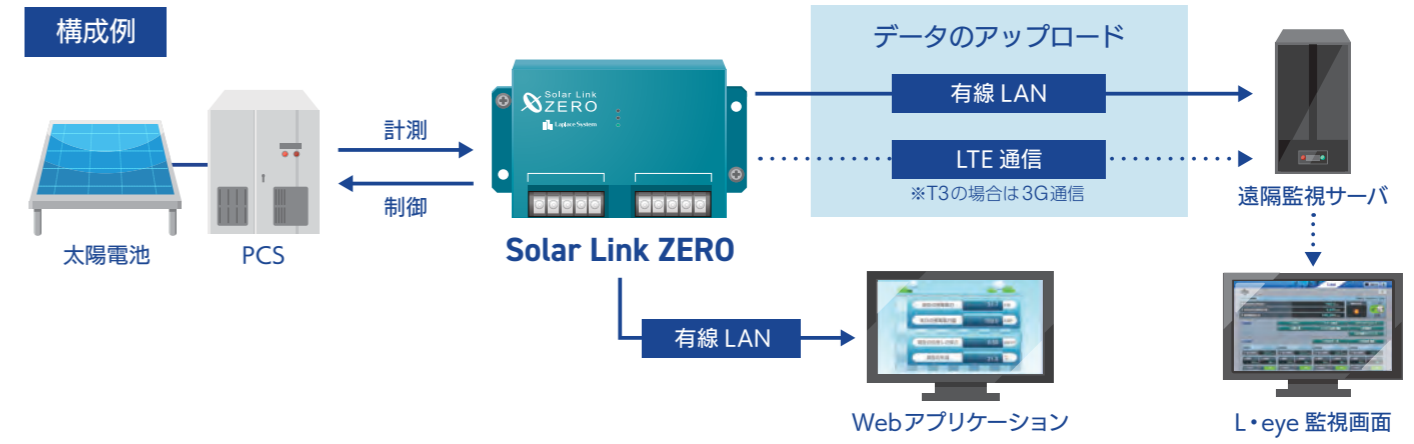 構成例
データのアップロード
有線 LAN
LTE 通信
※T3の場合は3G通信
計測
制御
Solar Link
ZERO
Laplace System
太陽電池
PCS
Solar Link ZERO
遠隔監視サーバ
有線 LAN
Webアプリケーション
L・eye 監視画面